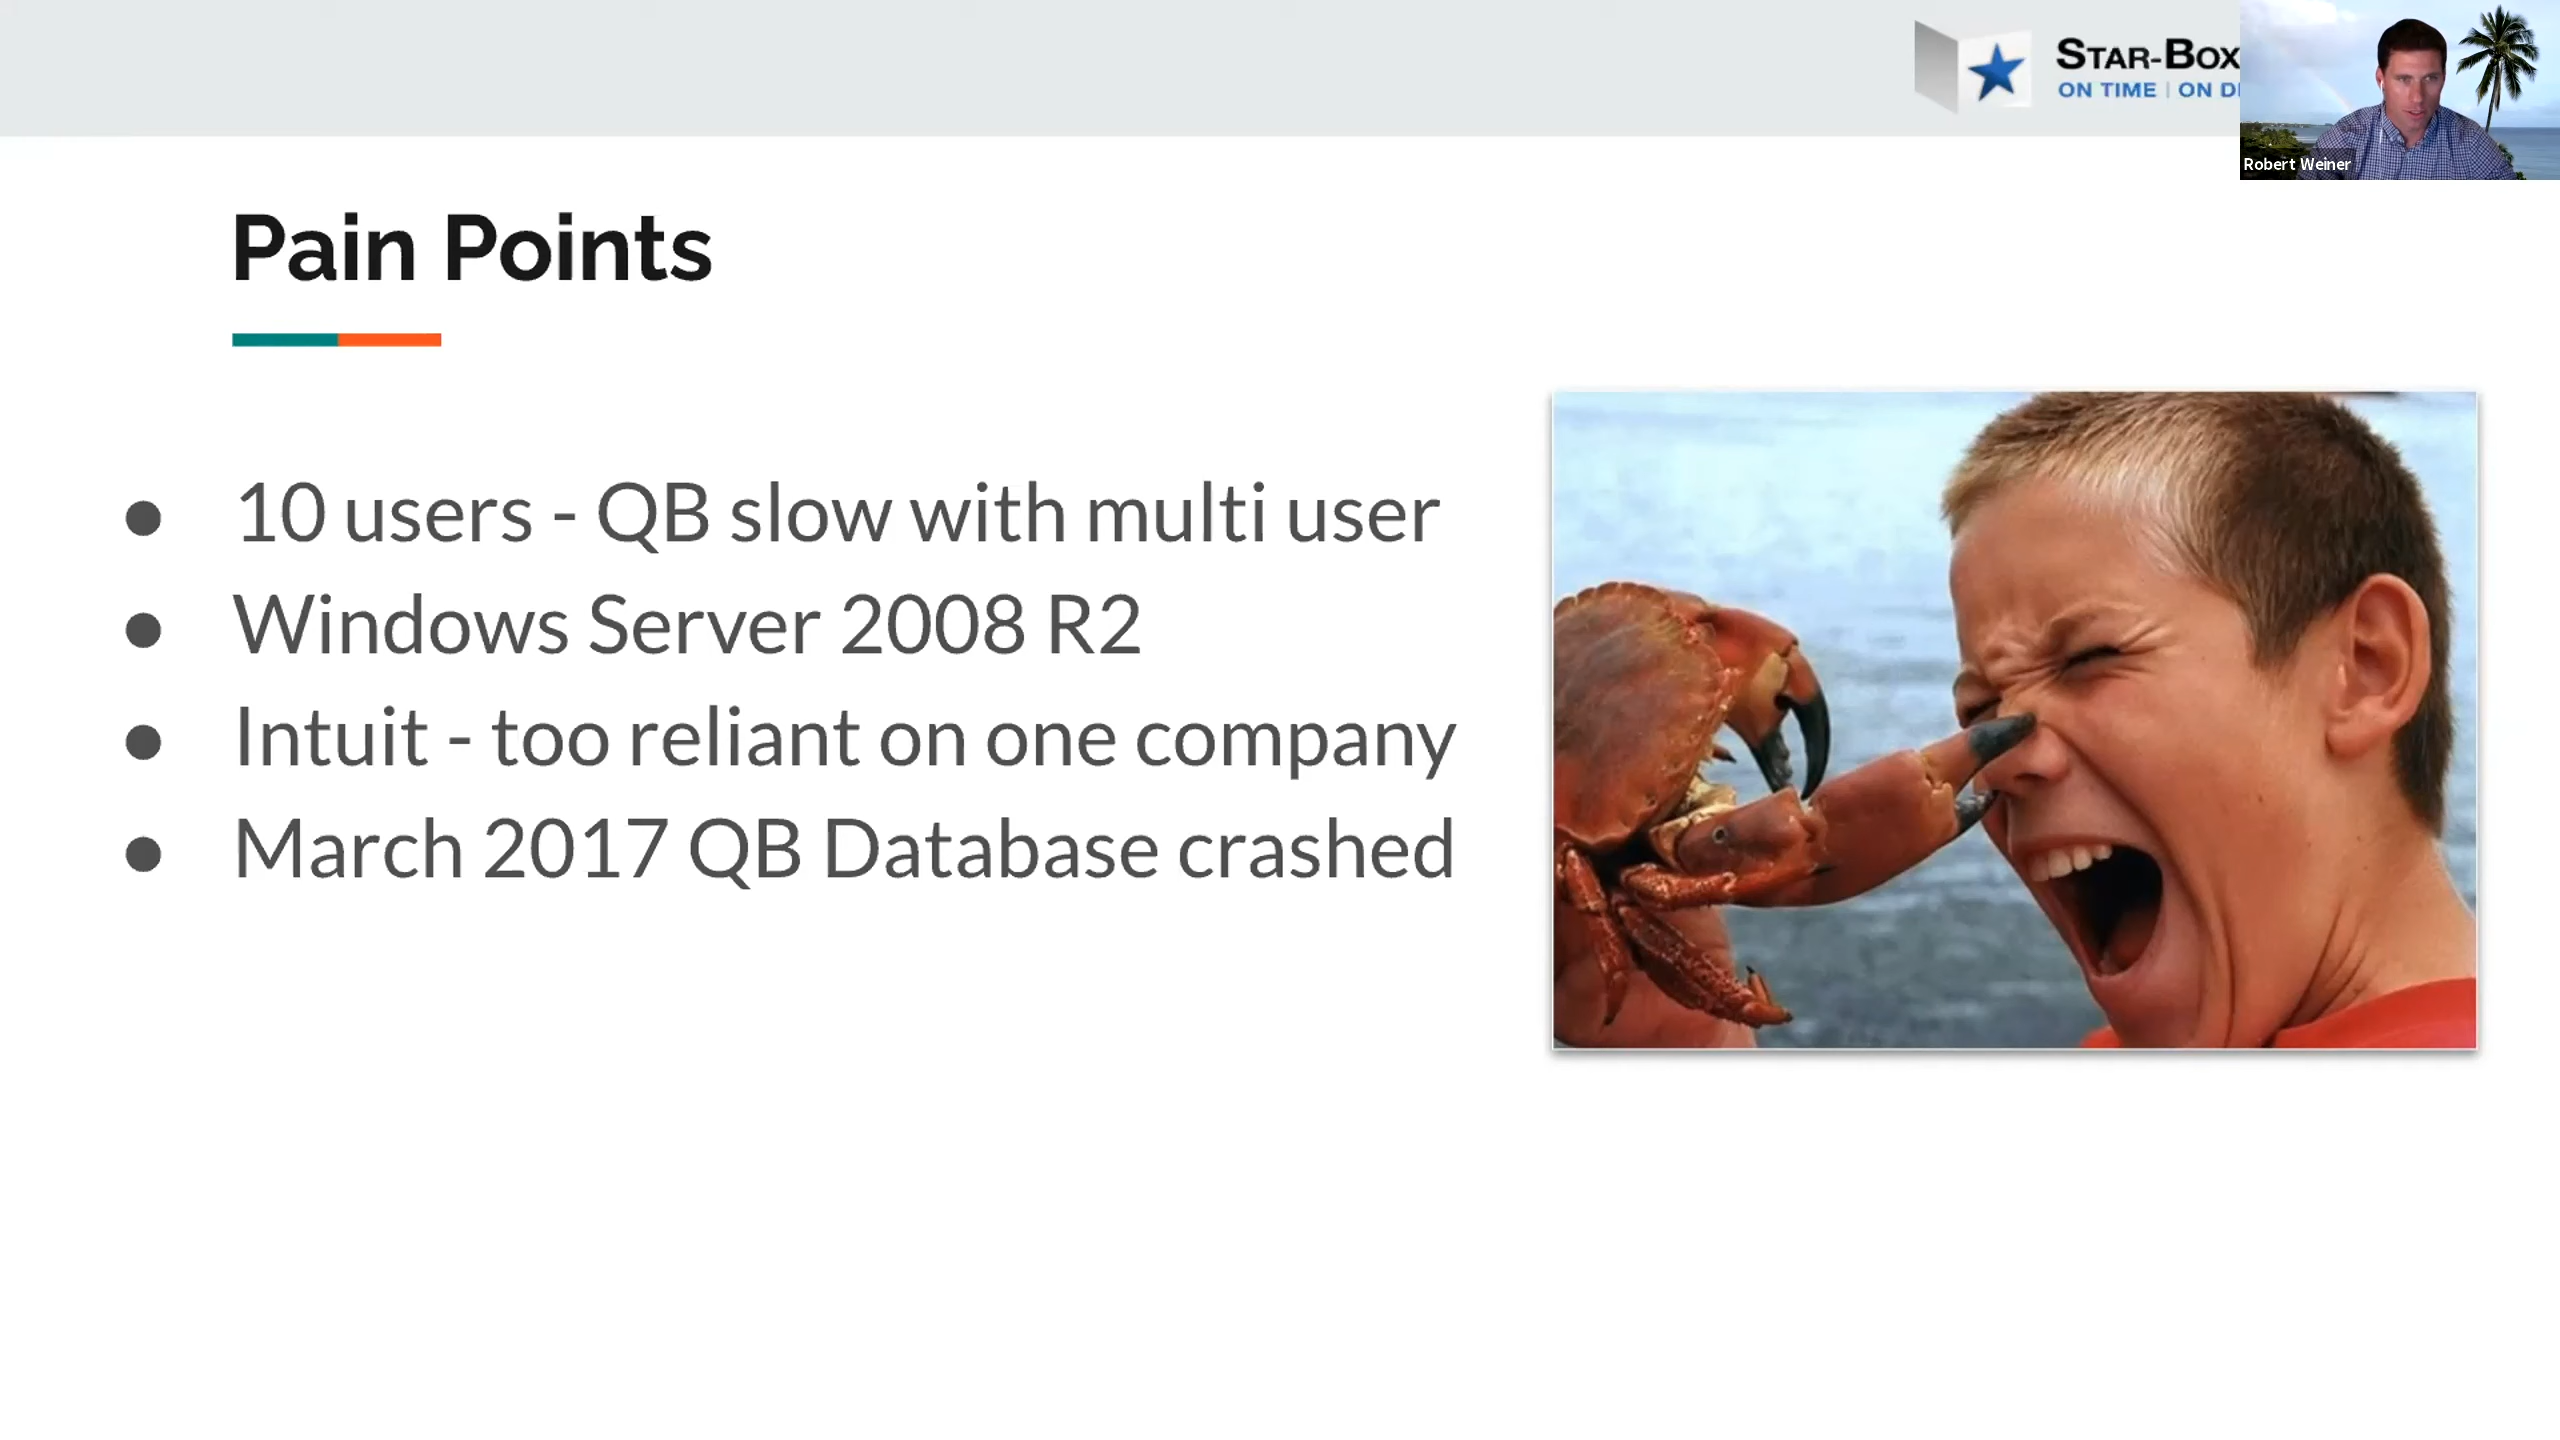 STAR-BOX
ON TIME | ON
Robert Weiner
Pain Points
● 10 users - QB slow with multi user
● Windows Server 2008 R2
● Intuit - too reliant on one company
● March 2017 QB Database crashed